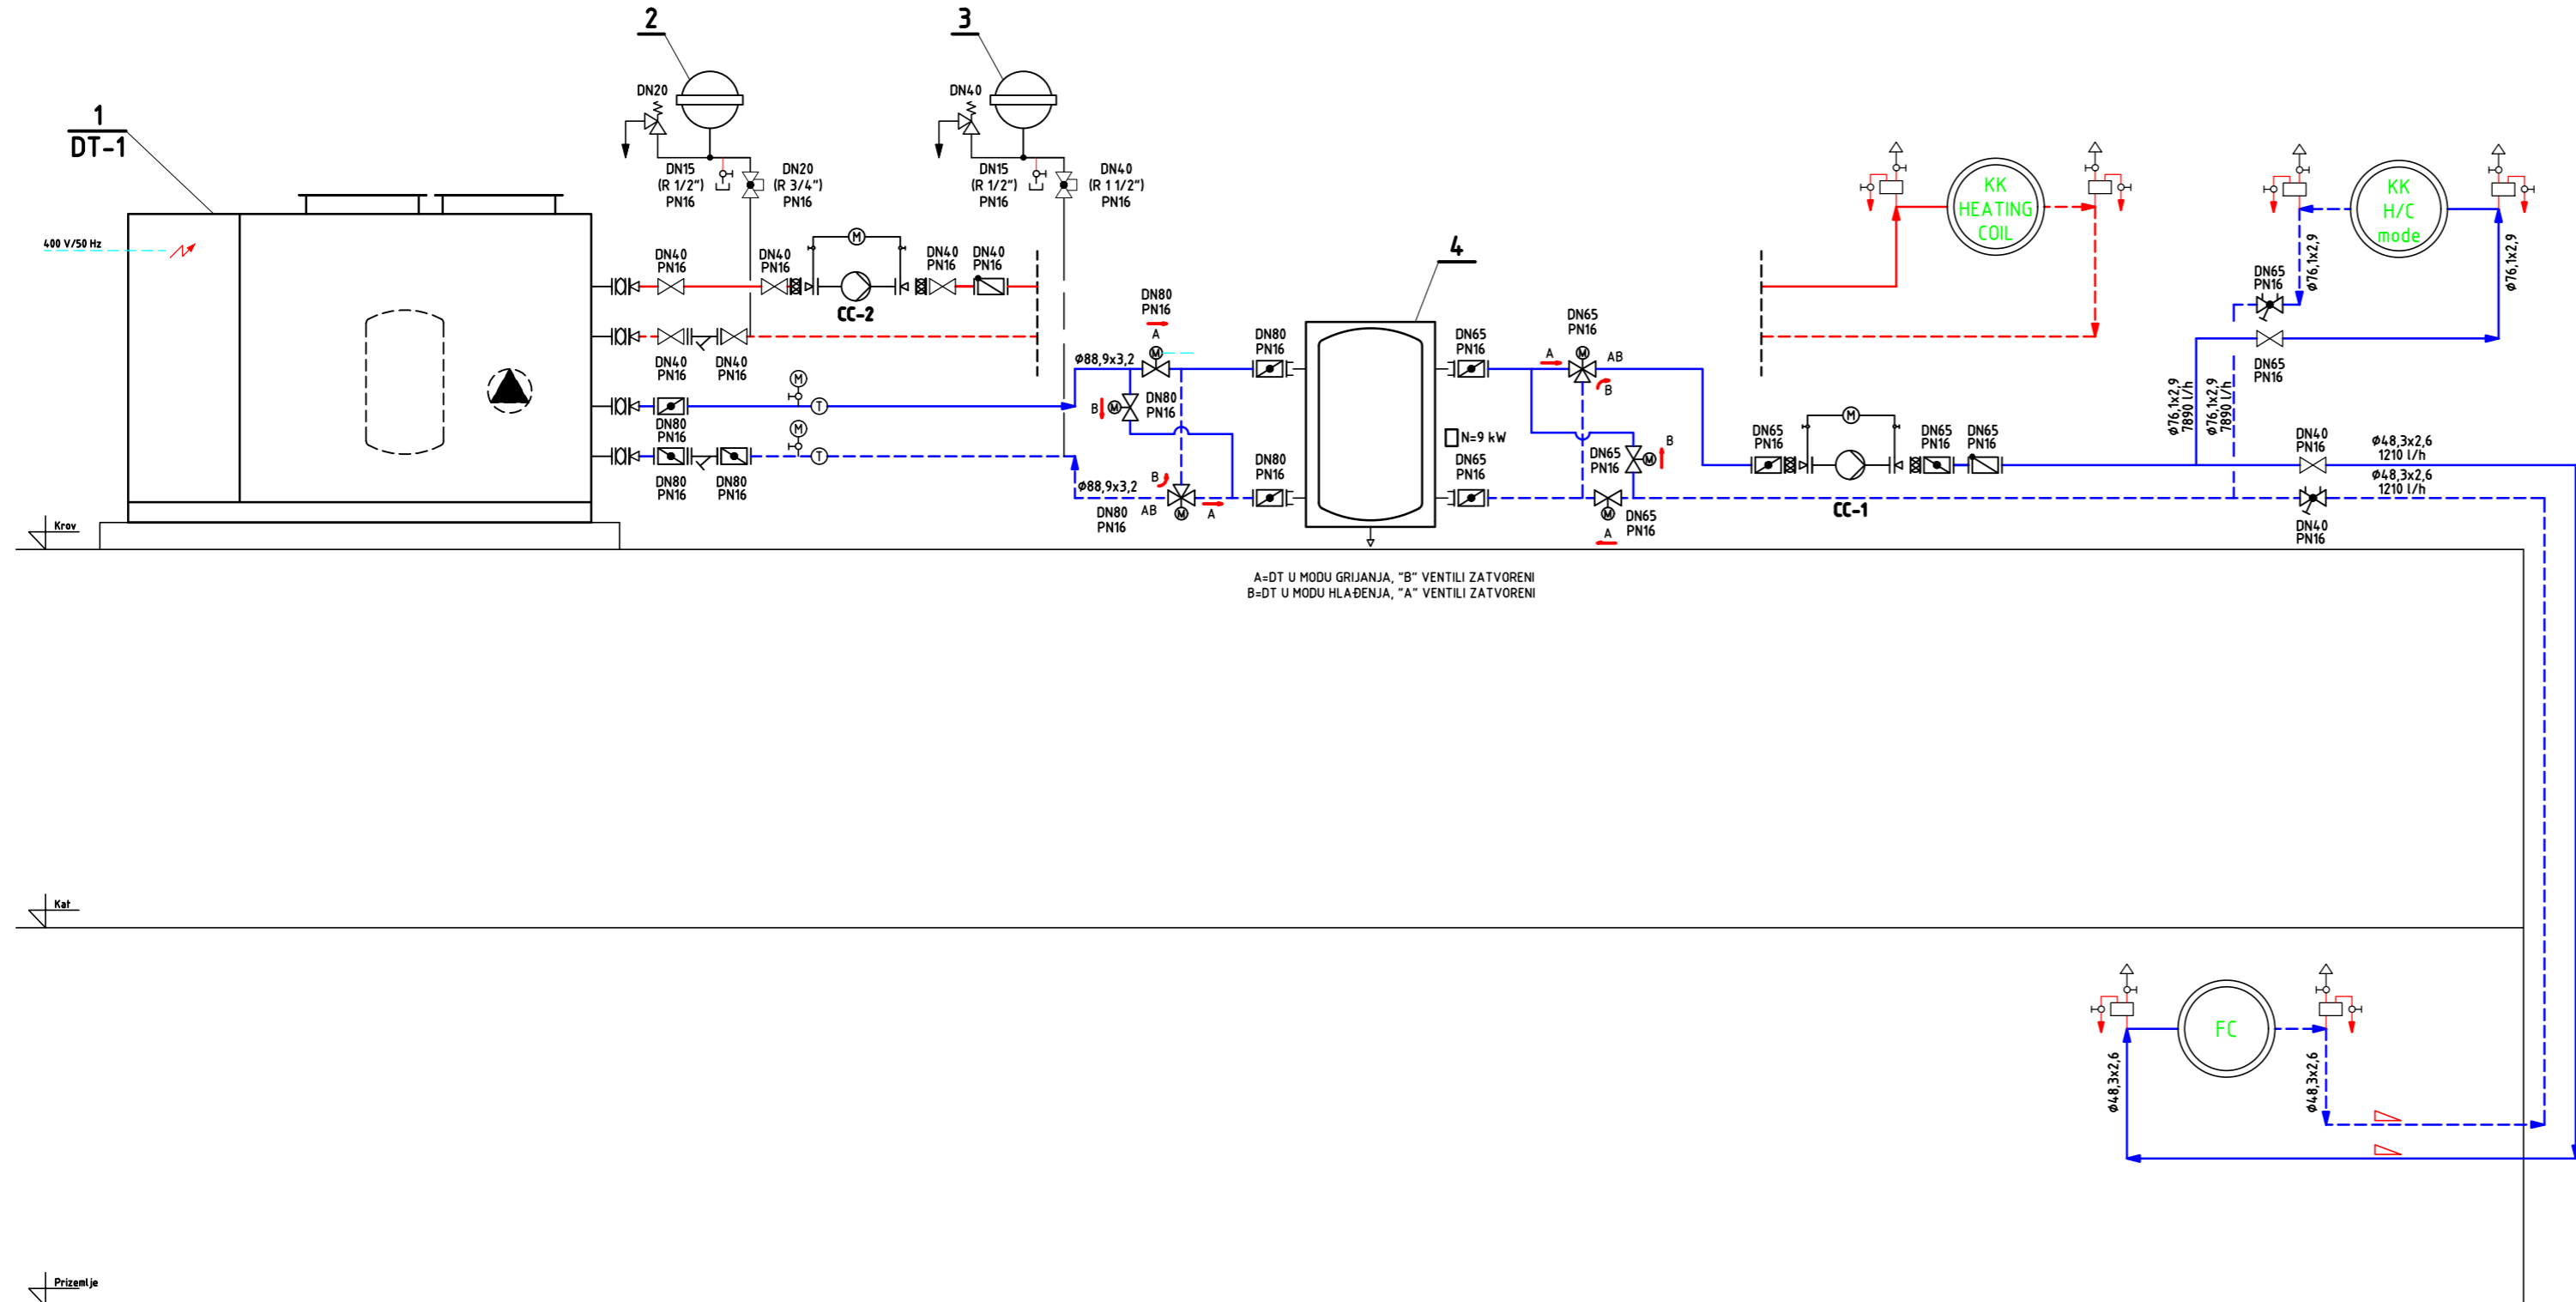 2
3
1
DT-1
4
400 V/50 Hz
DN20
DN15
(R 1/2")
PN16
DN20
(R 3/4")
PN16
DN40
DN15
(R 1/2")
PN16
DN40
(R 1 1/2")
PN16
DN40
PN16
DN40
PN16
M
DN40
PN16
DN40
PN16
CC-2
DN40
PN16
DN40
PN16
M
T
DN80
PN16
M
T
DN80
PN16
DN80
PN16
DN80
PN16
A
M
ø88,9x3,2
B
M
DN80
PN16
DN80
PN16
ø88,9x3,2
B
AB
M
A
DN80
PN16
DN80
PN16
N=9 kW
DN65
PN16
DN65
PN16
DN65
PN16
A
M
AB
B
DN65
PN16
M
B
M
DN65
PN16
A
DN65
PN16
M
DN65
PN16
DN65
PN16
CC-1
KK
HEATING
COIL
KK
H/C
mode
ø76,1x2,9
ø76,1x2,9
DN65
PN16
DN65
PN16
ø76,1x2,9
7890 l/h
ø76,1x2,9
7890 l/h
DN40
PN16
ø48,3x2,6
1210 l/h
ø48,3x2,6
1210 l/h
DN40
PN16
Krov
A=DT U MODU GRIJANJA, "B" VENTILI ZATVORENI
B=DT U MODU HLAĐENJA, "A" VENTILI ZATVORENI
Kat
FC
ø48,3x2,6
ø48,3x2,6
Prizemlje